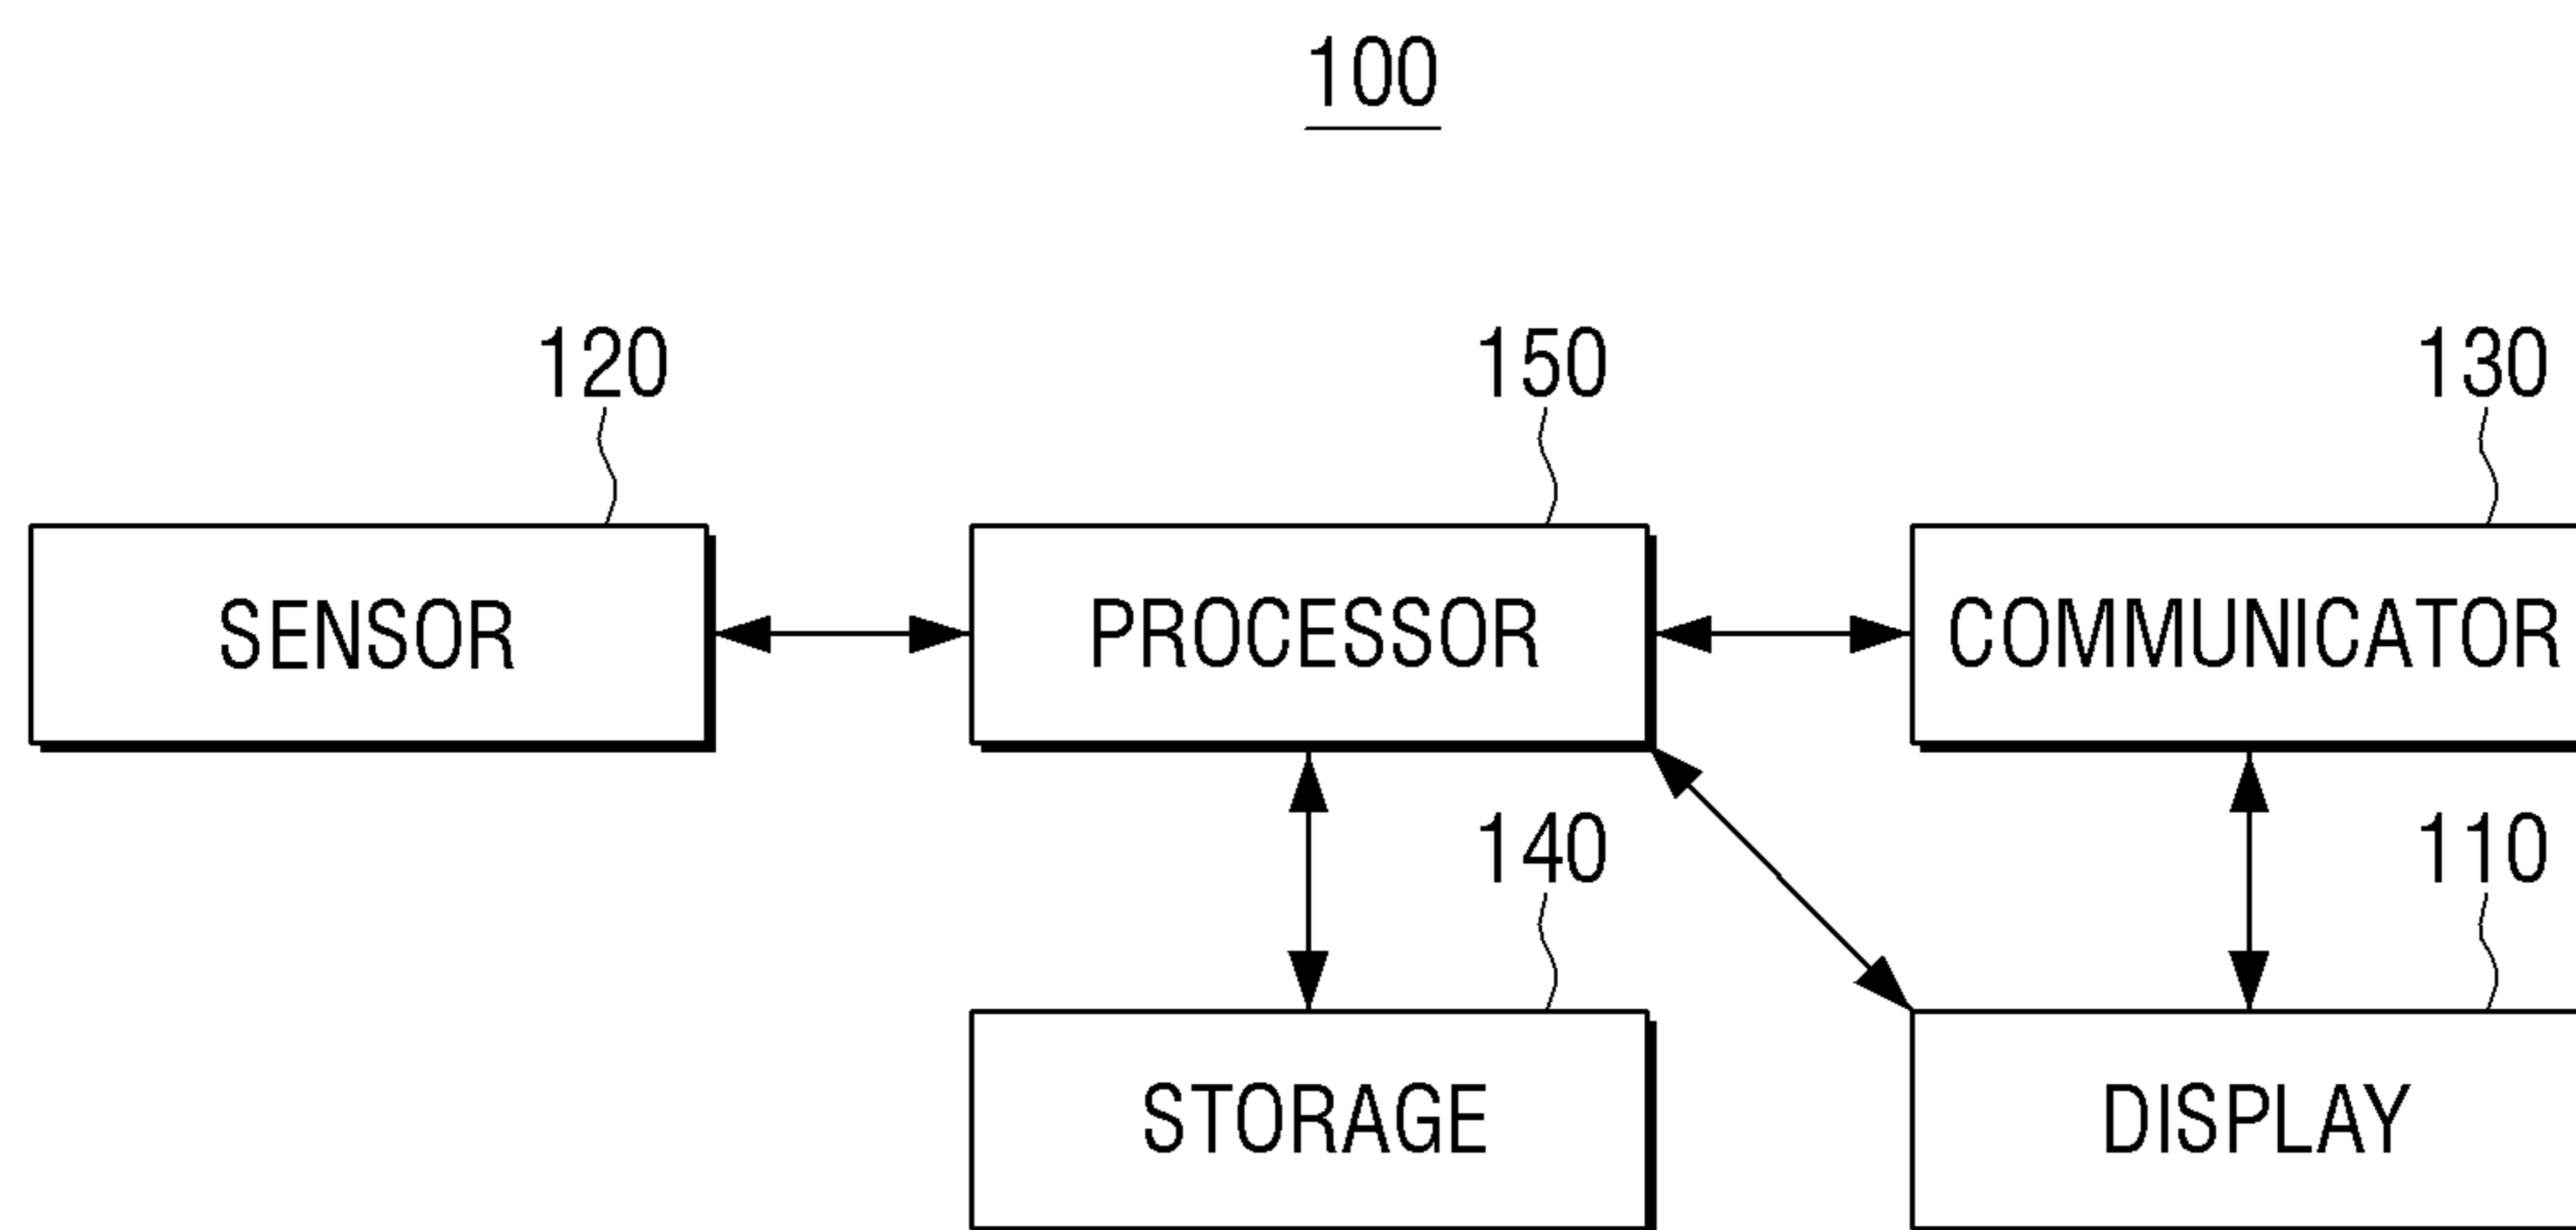 100
120
150
130
SENSOR
PROCESSOR
COMMUNICATOR
140
110
STORAGE
DISPLAY